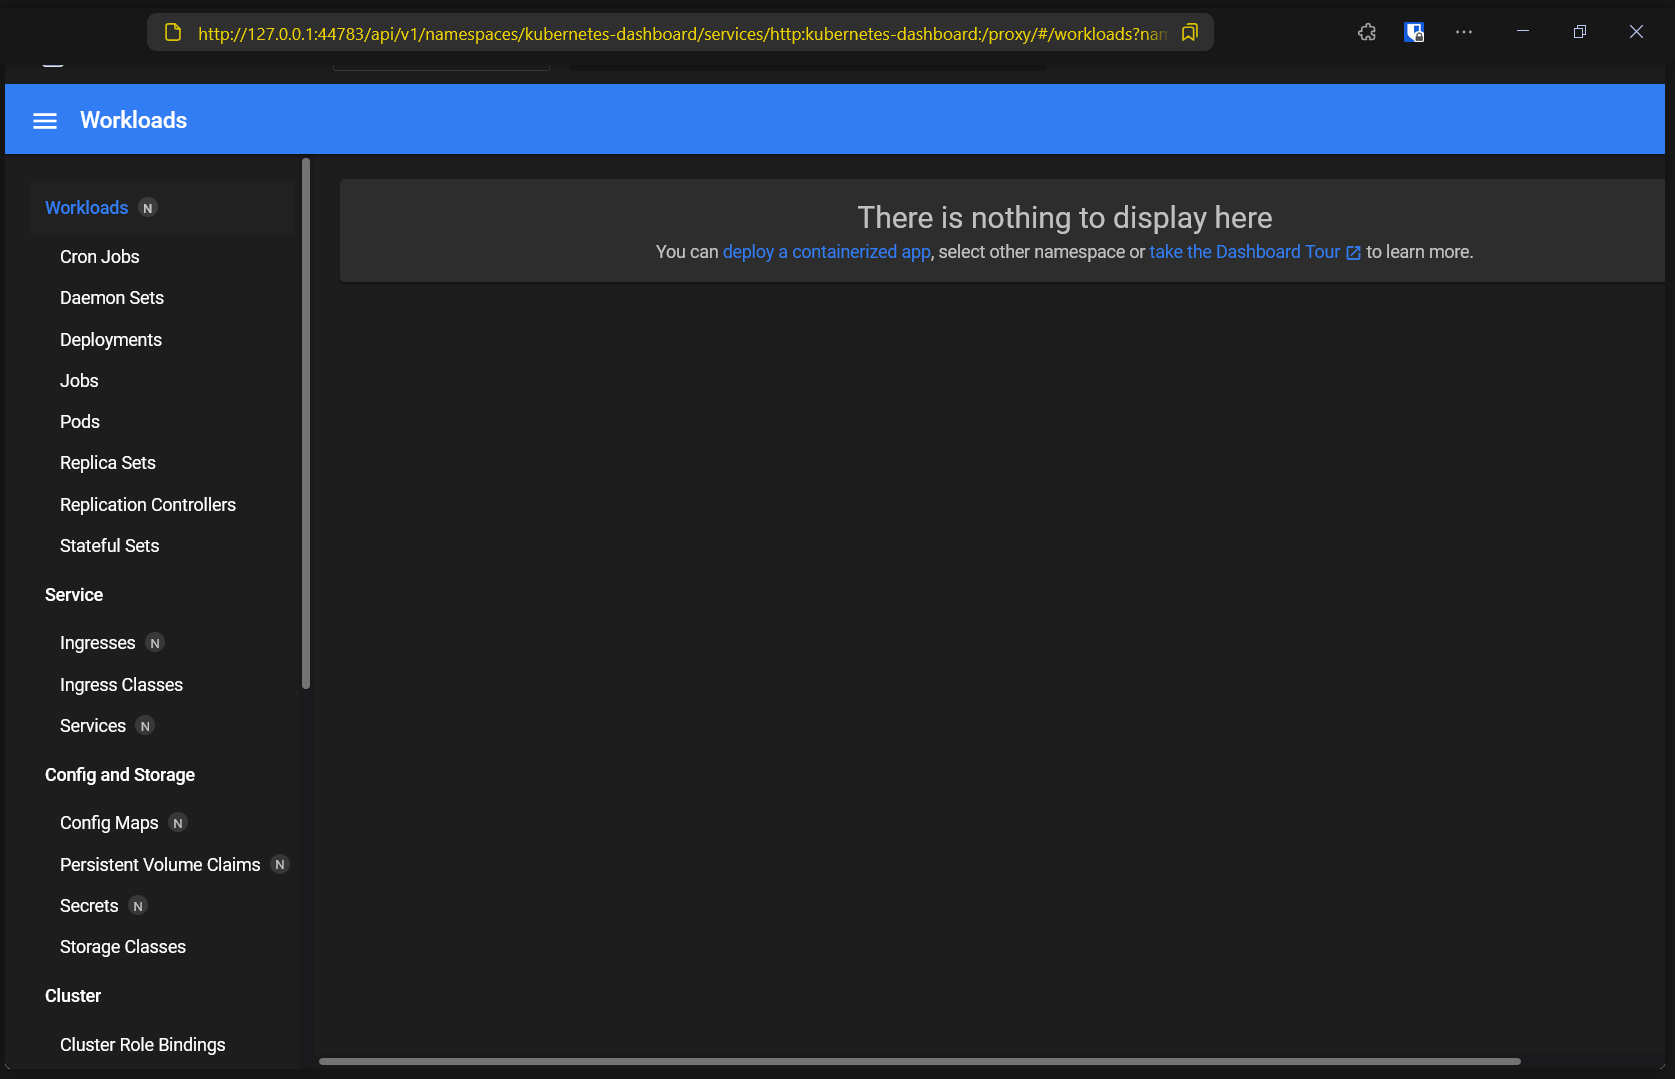 http://127.0.0.1:44783/api/v1/namespaces/kubernetes-dashboard/services/http:kubernetes-dashboard:/proxy/#/workloads?nam
Workloads
Workloads N
Cron Jobs
Daemon Sets
Deployments
Jobs
Pods
Replica Sets
Replication Controllers
Stateful Sets
Service
Ingresses N
Ingress Classes
Services N
Config and Storage
Config Maps N
Persistent Volume Claims N
Secrets N
Storage Classes
Cluster
Cluster Role Bindings
There is nothing to display here
You can deploy a containerized app, select other namespace or take the Dashboard Tour to learn more.